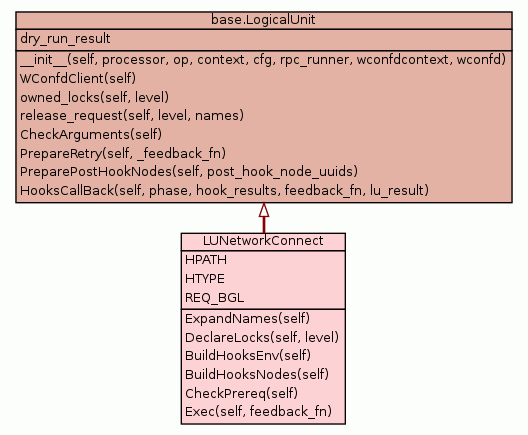 base.LogicalUnit
dry_run_result
__init__(self, processor, op, context, cfg, rpc_runner, wconfdcontext, wconfd)
WConfdClient(self)
owned_locks(self, level)
release_request(self, level, names)
CheckArguments(self)
PrepareRetry(self, _feedback_fn)
PreparePostHookNodes(self, post_hook_node_uuids)
HooksCallBack(self, phase, hook_results, feedback_fn, lu_result)
LUNetworkConnect
HPATH
HTYPE
REQ_BGL
ExpandNames(self)
DeclareLocks(self, level)
BuildHooksEnv(self)
BuildHooksNodes(self)
CheckPrereq(self)
Exec(self, feedback_fn)